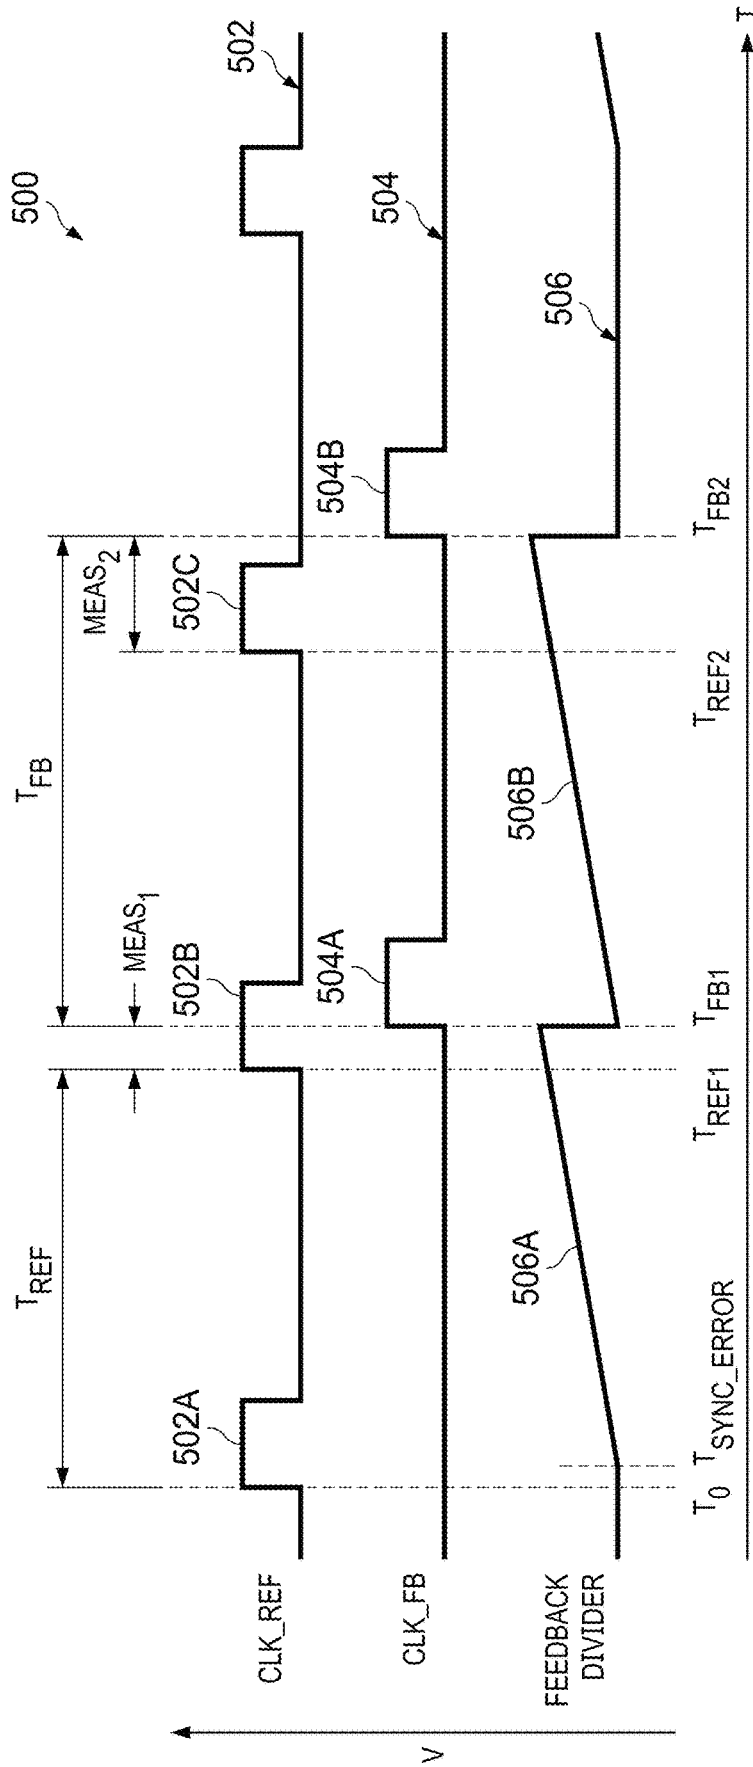 500
T_REF
T_FB
MEAS_1
MEAS_2
CLK_REF
502A
502B
502C
502
CLK_FB
504A
504B
504
FEEDBACK
DIVIDER
506A
506B
506
V
T_0
T_SYNC_ERROR
T_REF1
T_FB1
T_REF2
T_FB2
T